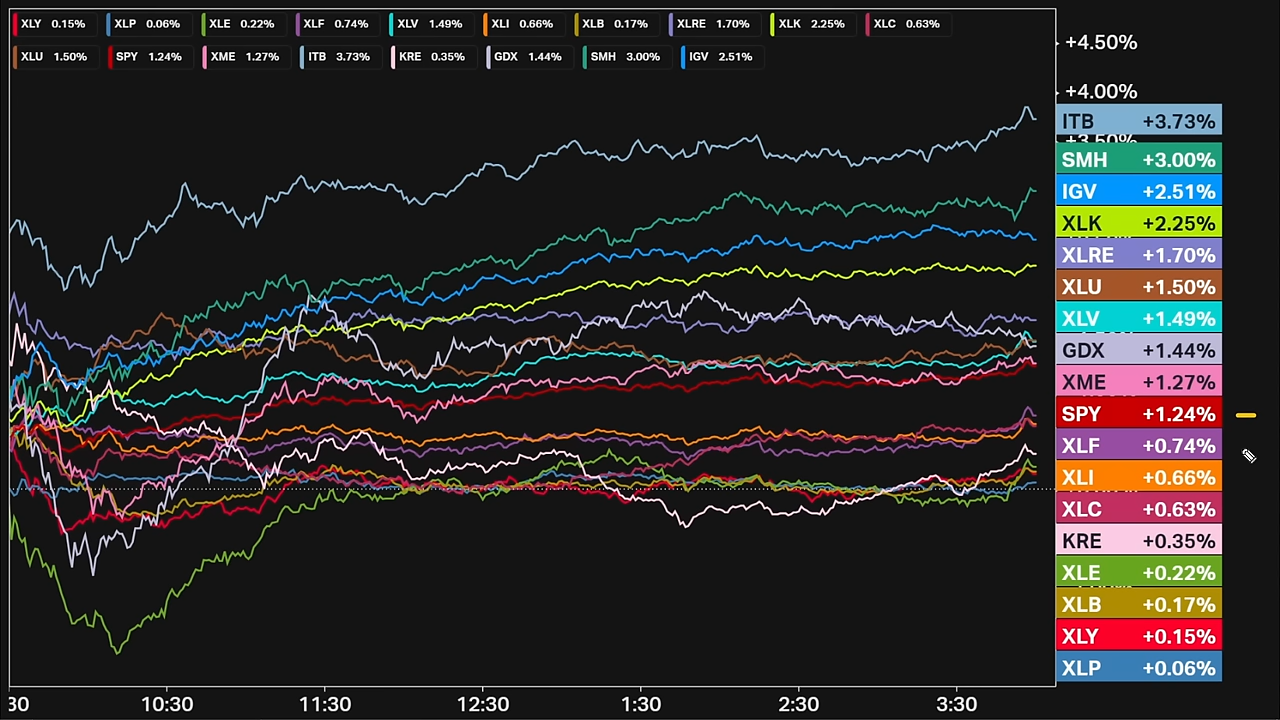 XLY 0.15% XLP 0.06% XLE 0.22% XLF 0.74% XLV 1.49% XLI 0.66% XLB 0.17% XLRE 1.70% XLK 2.25% XLC 0.63%
XLU 1.50% SPY 1.24% XME 1.27% ITB 3.73% KRE 0.35% GDX 1.44% SMH 3.00% IGV 2.51%
+4.50%
+4.00%
ITB +3.73%
+3.50%
SMH +3.00%
IGV +2.51%
XLK +2.25%
XLRE +1.70%
XLU +1.50%
XLV +1.49%
GDX +1.44%
XME +1.27%
SPY +1.24%
XLF +0.74%
XLI +0.66%
XLC +0.63%
KRE +0.35%
XLE +0.22%
XLB +0.17%
XLY +0.15%
XLP +0.06%
:30 10:30 11:30 12:30 1:30 2:30 3:30